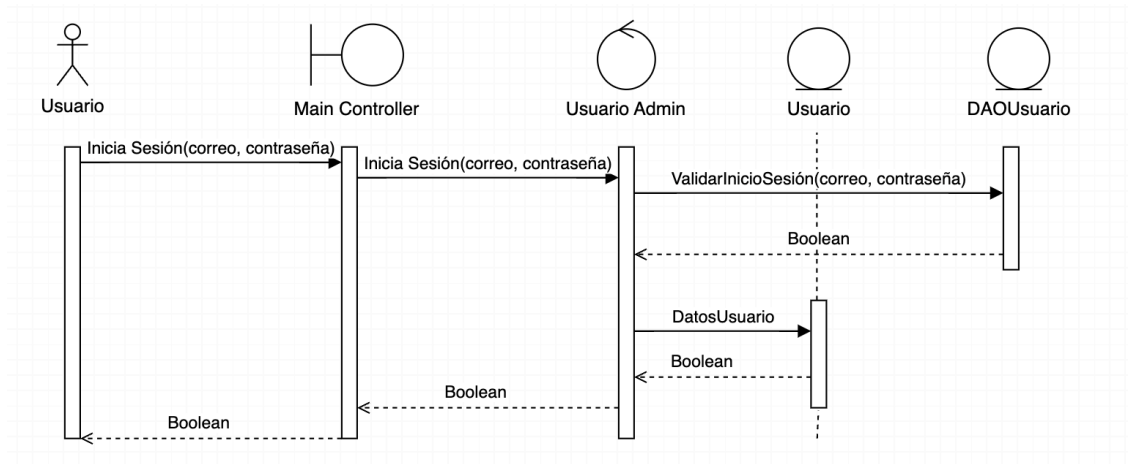 Usuario
Main Controller
Usuario Admin
Usuario
DAOUsuario
Inicia Sesión(correo, contraseña)
Inicia Sesión(correo, contraseña)
ValidarInicioSesión(correo, contraseña)
Boolean
DatosUsuario
Boolean
Boolean
Boolean